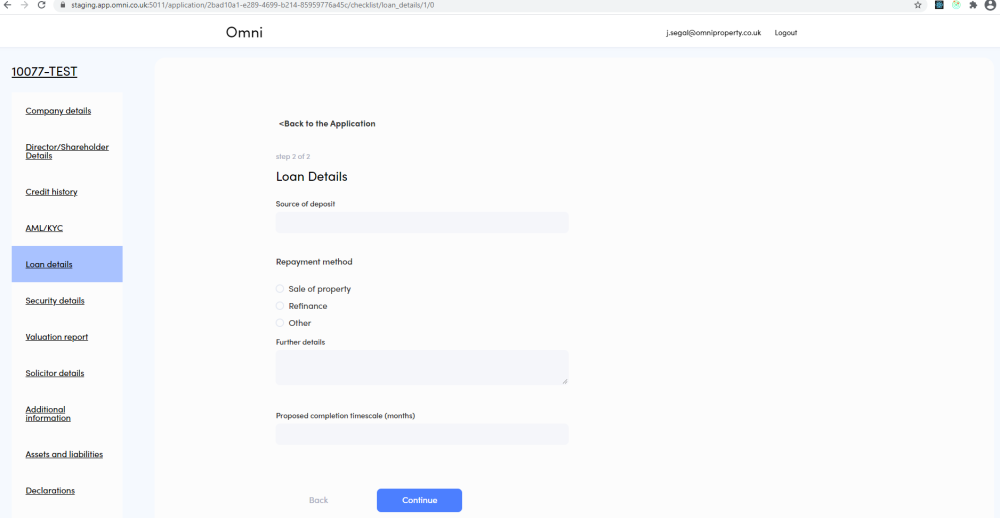 staging.app.omni.co.uk:5011/application/2bad10a1-e289-4699-b214-85959776a45c/checklist/loan_details/1/0
Omni
j.segal@omniproperty.co.uk
Logout
10077-TEST
Company details
Director/Shareholder
Details
Credit history
AML/KYC
Loan details
Security details
Valuation report
Solicitor details
Additional
information
Assets and liabilities
Declarations
<Back to the Application
step 2 of 2
Loan Details
Source of deposit
Repayment method
Sale of property
Refinance
Other
Further details
Proposed completion timescale (months)
Back
Continue